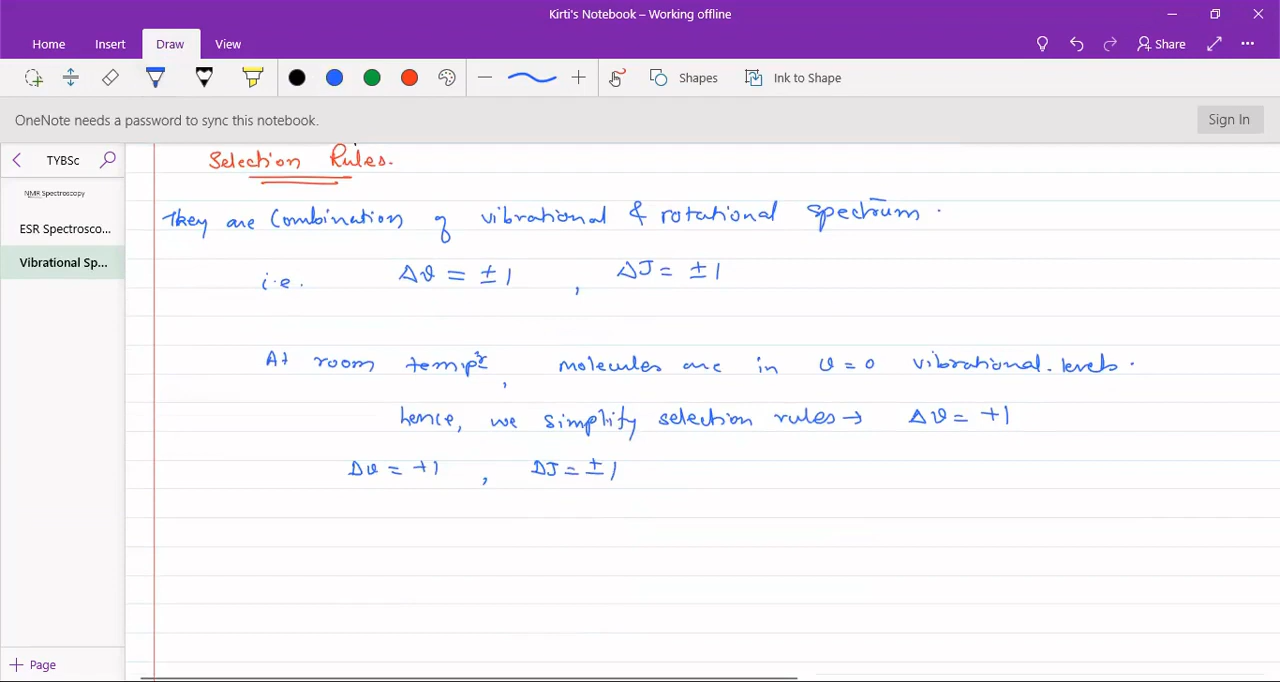 Kirti's Notebook – Working offline
Home Insert Draw View
Share
Shapes Ink to Shape
OneNote needs a password to sync this notebook.
Sign In
TYBSc
NMR Spectroscopy
ESR Spectrosco...
Vibrational Sp...
Page
Selection Rules.
They are combination of vibrational & rotational spectrum.
i.e. Δϑ = ±1 , ΔJ = ±1
At room tempr, molecules are in ϑ=0 vibrational levels.
hence, we simplify selection rules → Δϑ = +1
Δϑ = +1 , ΔJ = ±1